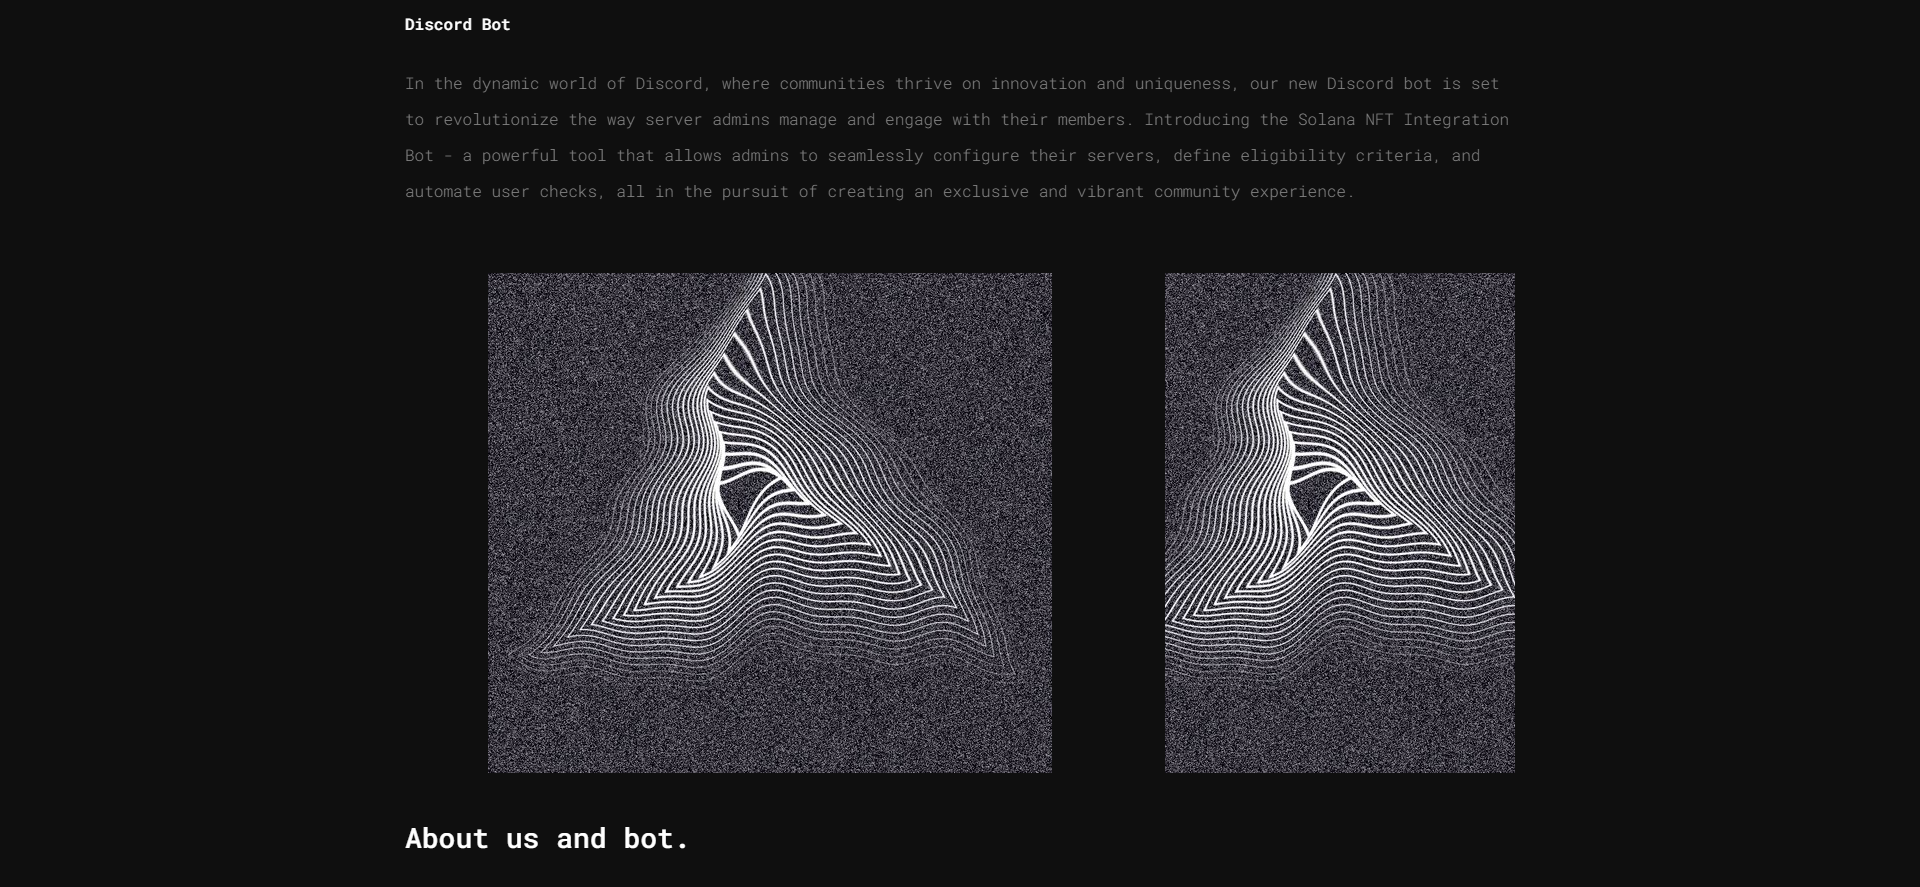 Discord Bot
In the dynamic world of Discord, where communities thrive on innovation and uniqueness, our new Discord bot is set
to revolutionize the way server admins manage and engage with their members. Introducing the Solana NFT Integration
Bot - a powerful tool that allows admins to seamlessly configure their servers, define eligibility criteria, and
automate user checks, all in the pursuit of creating an exclusive and vibrant community experience.
About us and bot.